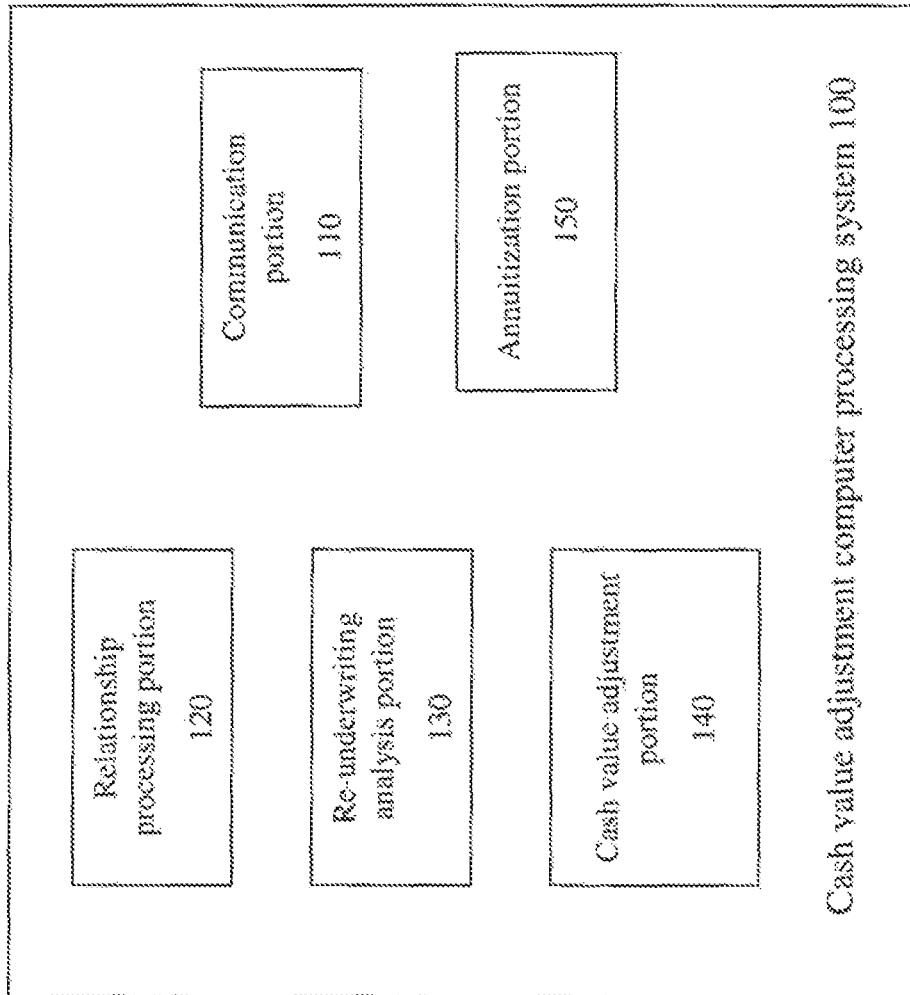 Relationship
processing portion
120
Re-underwriting
analysis portion
130
Cash value adjustment
portion
140
Communication
portion
110
Annuitization portion
150
Cash value adjustment computer processing system 100